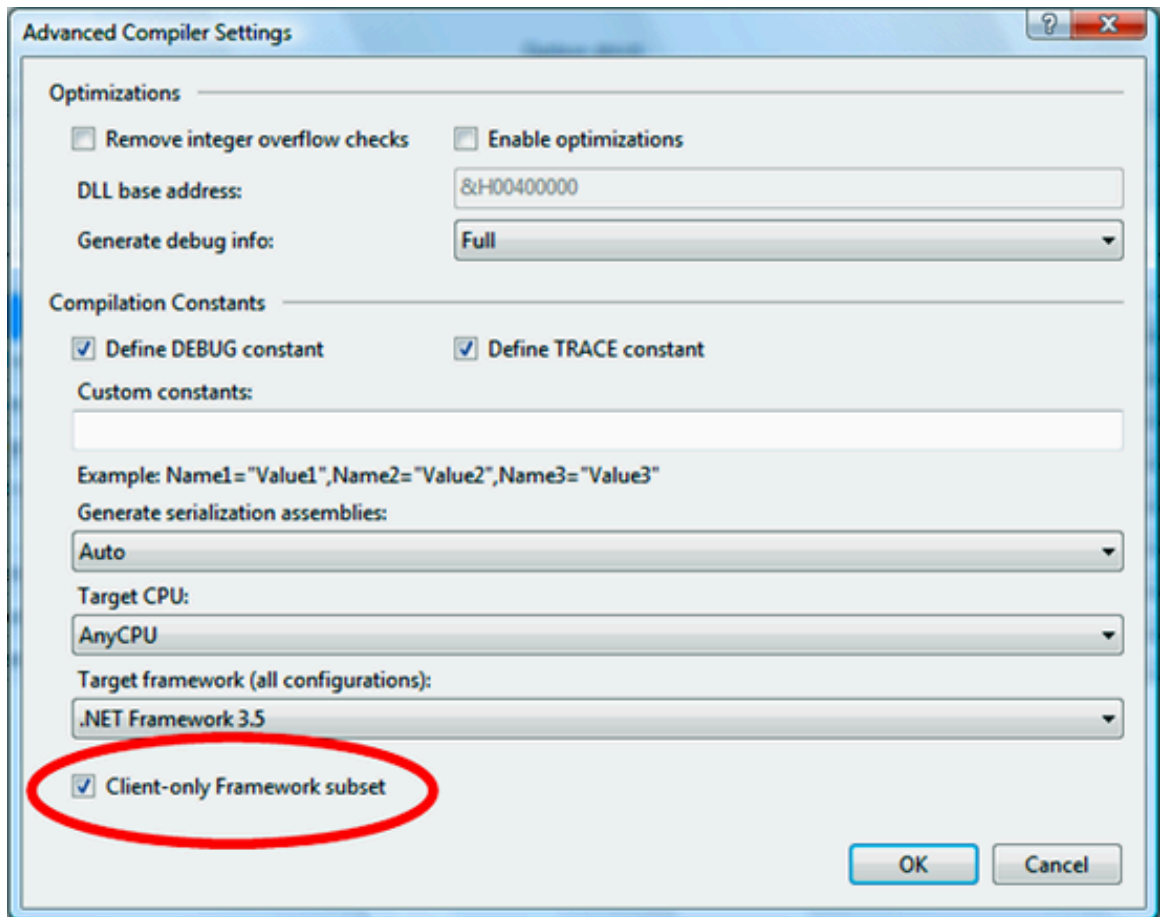 Advanced Compiler Settings
Optimizations
Remove integer overflow checks
Enable optimizations
DLL base address:
&H00400000
Generate debug info:
Full
Compilation Constants
Define DEBUG constant
Define TRACE constant
Custom constants:
Example: Name1="Value1",Name2="Value2",Name3="Value3"
Generate serialization assemblies:
Auto
Target CPU:
AnyCPU
Target framework (all configurations):
.NET Framework 3.5
Client-only Framework subset
OK
Cancel